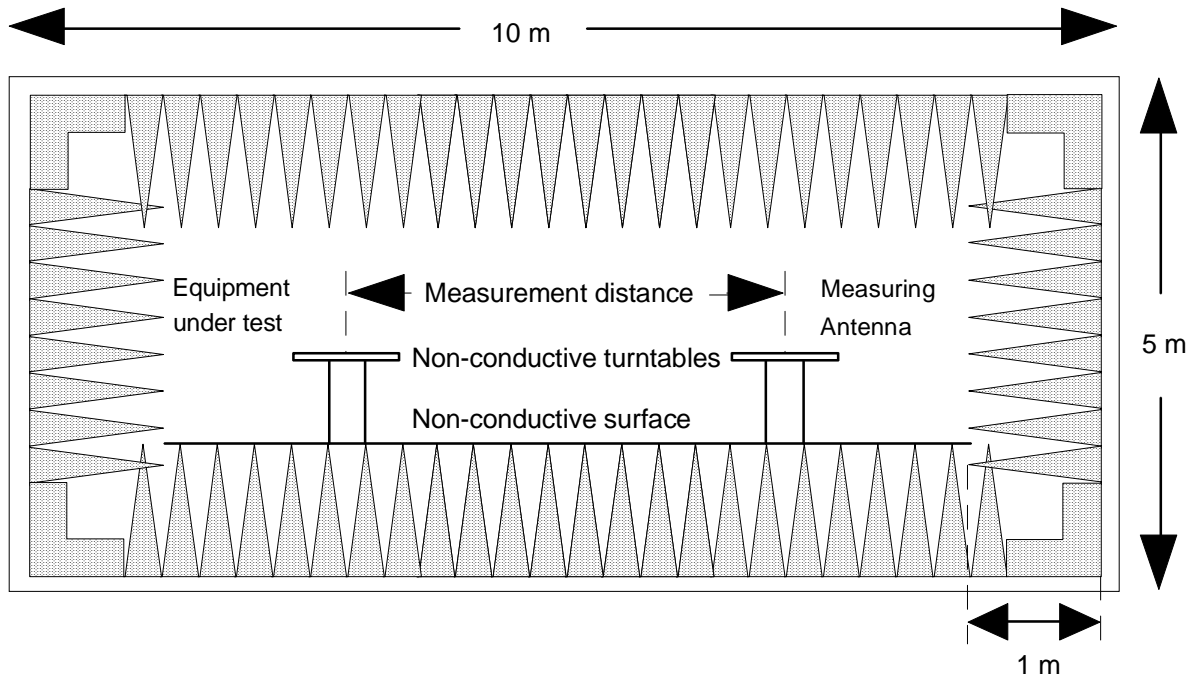 10 m
Equipment
under test
Measurement distance
Measuring
Antenna
5 m
Non-conductive turntables
Non-conductive surface
1 m